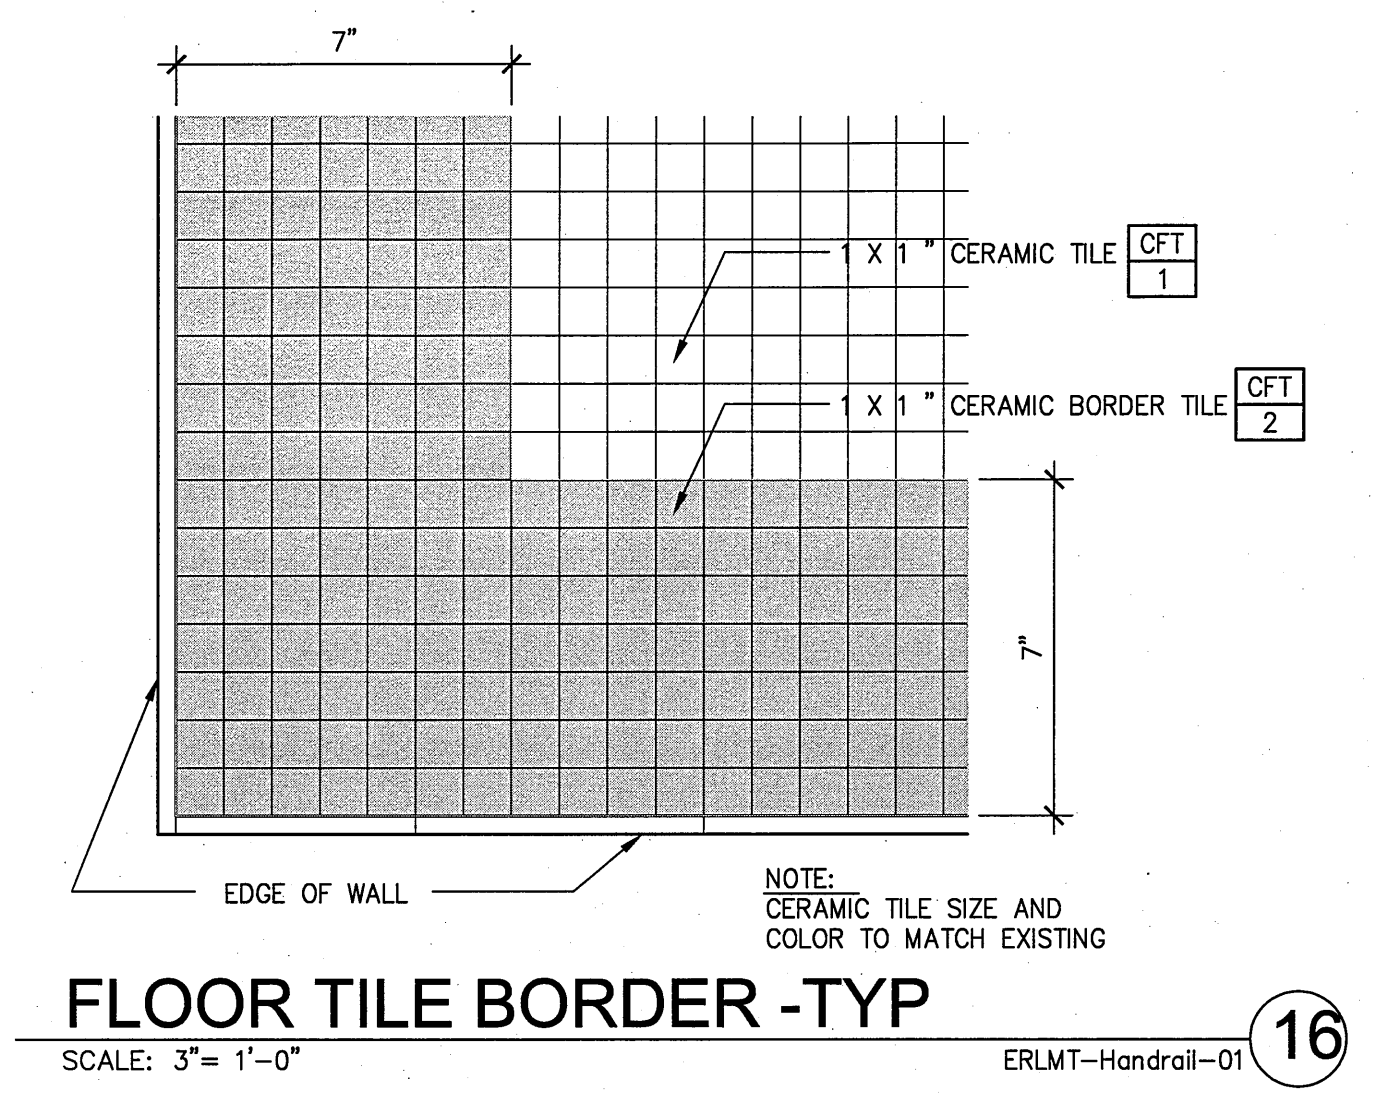 7"
1 X 1 " CERAMIC TILE
CFT
1
1 X 1 " CERAMIC BORDER TILE
CFT
2
7"
EDGE OF WALL
NOTE:
CERAMIC TILE SIZE AND
COLOR TO MATCH EXISTING
FLOOR TILE BORDER -TYP
16
SCALE: 3"= 1'-0"
ERLMT-Handrail-01